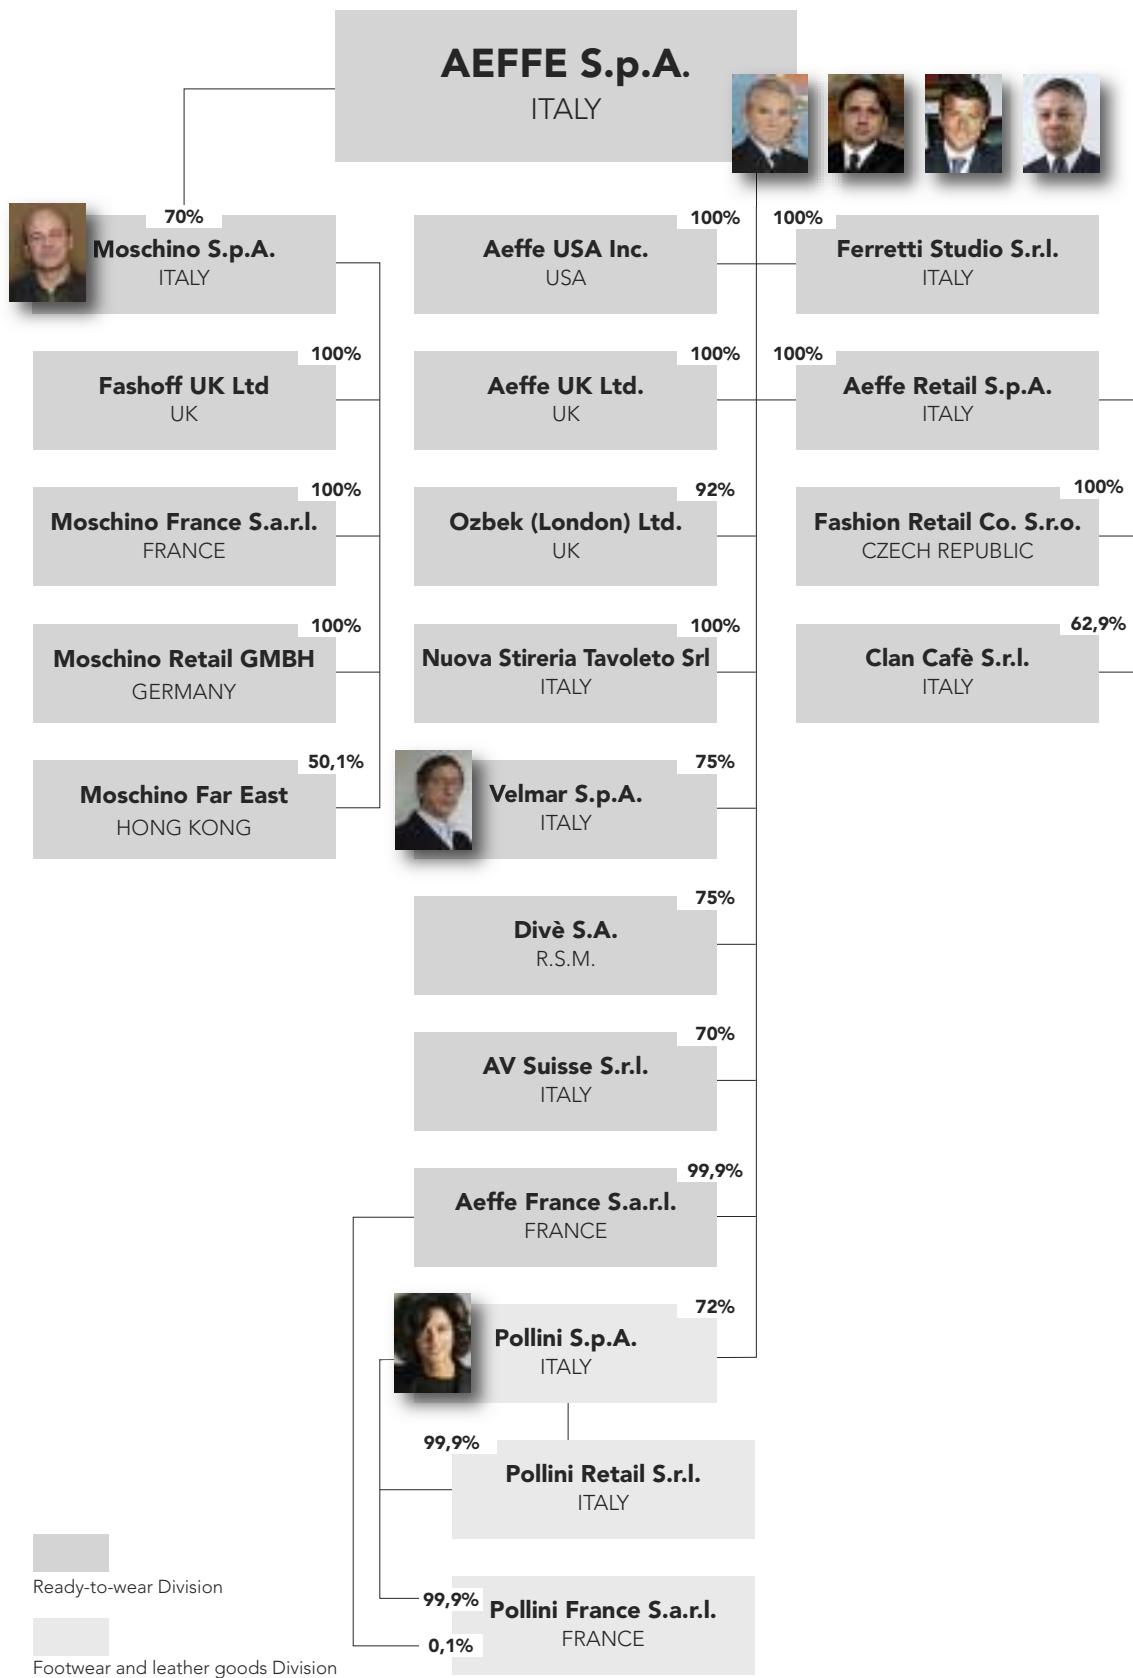 AEFFE S.p.A.
ITALY
70%
Moschino S.p.A.
ITALY
100%
Fashoff UK Ltd
UK
100%
Moschino France S.a.r.l.
FRANCE
100%
Moschino Retail GMBH
GERMANY
50,1%
Moschino Far East
HONG KONG
100%
Aeffe USA Inc.
USA
100%
Aeffe UK Ltd.
UK
92%
Ozbek (London) Ltd.
UK
100%
Nuova Stireria Tavoleto Srl
ITALY
75%
Velmar S.p.A.
ITALY
75%
Divè S.A.
R.S.M.
70%
AV Suisse S.r.l.
ITALY
99,9%
Aeffe France S.a.r.l.
FRANCE
72%
Pollini S.p.A.
ITALY
99,9%
Pollini Retail S.r.l.
ITALY
99,9%
Pollini France S.a.r.l.
FRANCE
0,1%
100%
Ferretti Studio S.r.l.
ITALY
100%
Aeffe Retail S.p.A.
ITALY
100%
Fashion Retail Co. S.r.o.
CZECH REPUBLIC
62,9%
Clan Cafè S.r.l.
ITALY
Ready-to-wear Division
Footwear and leather goods Division